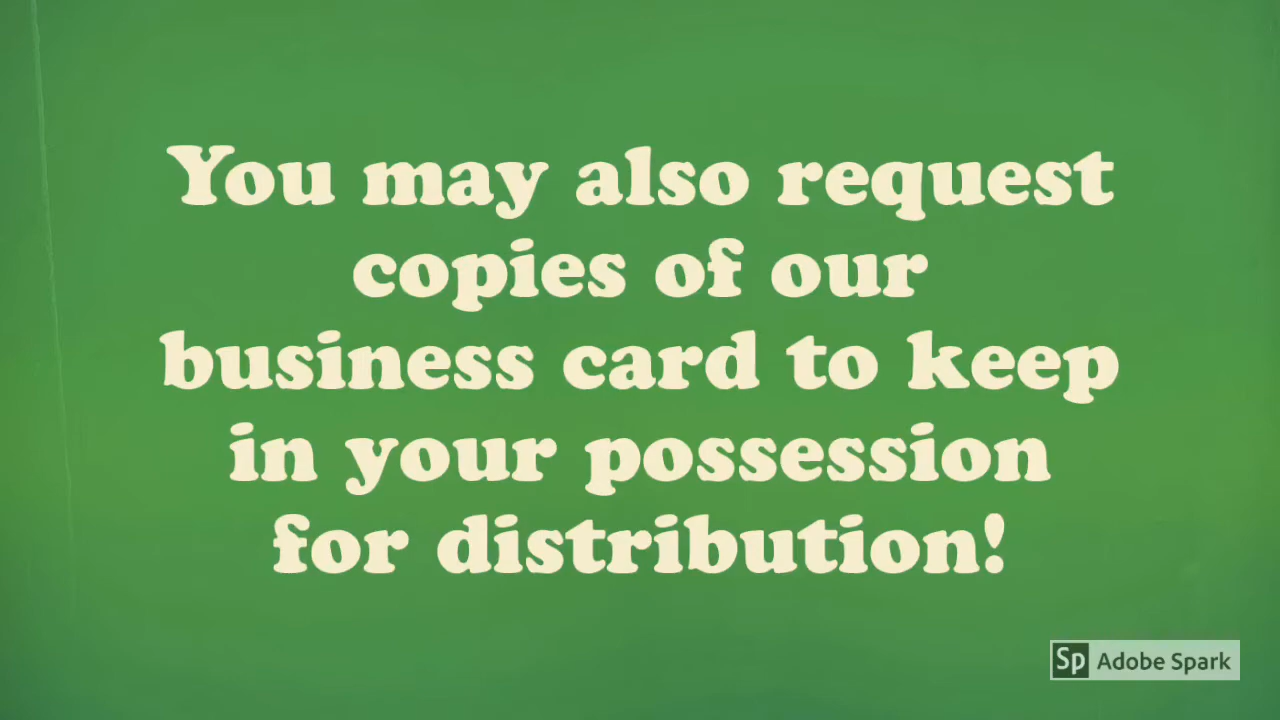 You may also request
copies of our
business card to keep
in your possession
for distribution!
Sp Adobe Spark